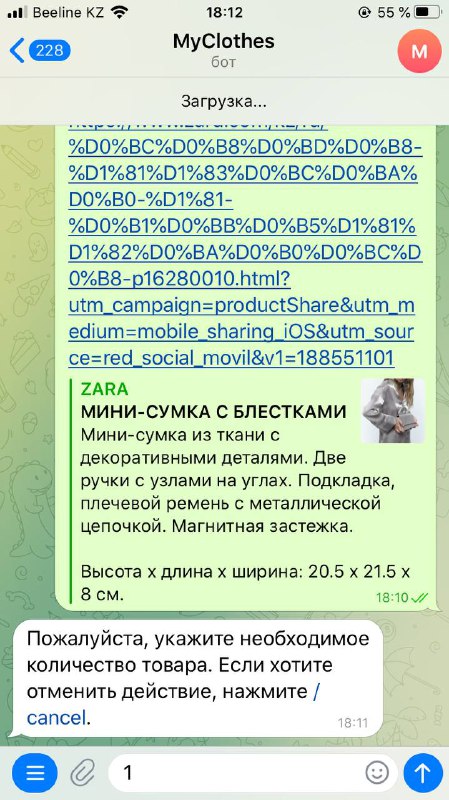 Beeline KZ 18:12 55 %
228 MyClothes M
бот
Загрузка...
%D0%BC%D0%B8%D0%BD%D0%B8-
%D1%81%D1%83%D0%BC%D0%BA%
D0%B0-%D1%81-
%D0%B1%D0%BB%D0%B5%D1%81%
D1%82%D0%BA%D0%B0%D0%BC%D
0%B8-p16280010.html?
utm_campaign=productShare&utm_m
edium=mobile_sharing_iOS&utm_sour
ce=red_social_movil&v1=188551101
ZARA
МИНИ-СУМКА С БЛЕСТКАМИ
Мини-сумка из ткани с
декоративными деталями. Две
ручки с узлами на углах. Подкладка,
плечевой ремень с металлической
цепочкой. Магнитная застежка.
Высота x длина x ширина: 20.5 x 21.5 x
8 см.
18:10
Пожалуйста, укажите необходимое
количество товара. Если хотите
отменить действие, нажмите /
cancel.
18:11
1